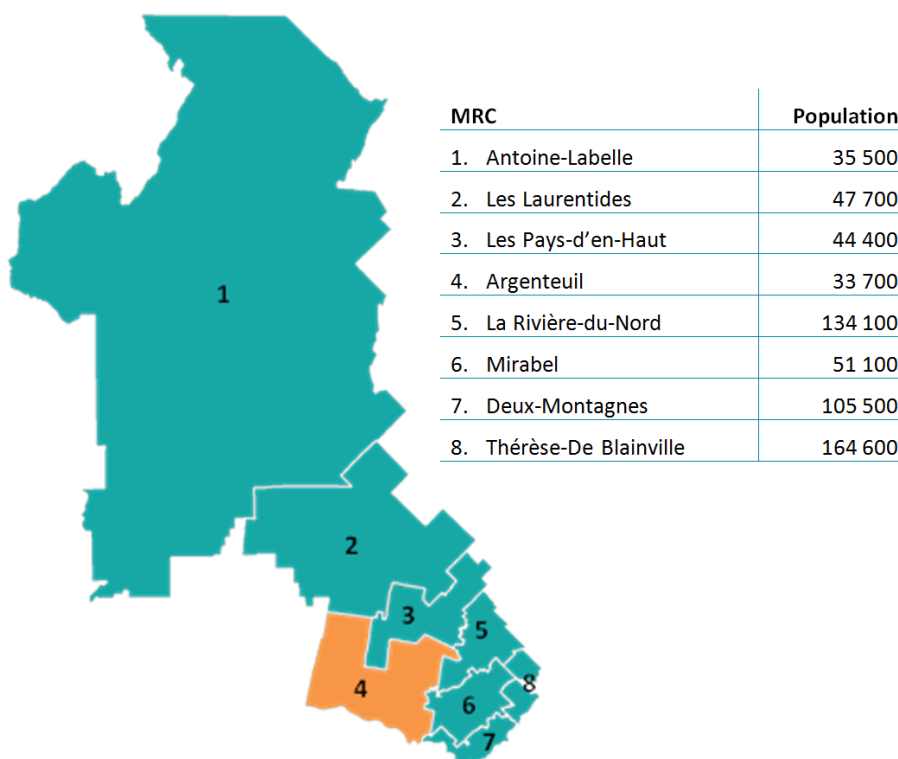 MRC Population
1. Antoine-Labelle 35 500
2. Les Laurentides 47 700
3. Les Pays-d’en-Haut 44 400
4. Argenteuil 33 700
5. La Rivière-du-Nord 134 100
6. Mirabel 51 100
7. Deux-Montagnes 105 500
8. Thérèse-De Blainville 164 600
1
2
3
5
4
8
6
7